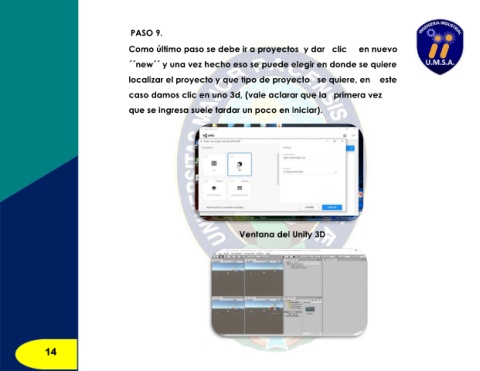 PASO 9.
INGENIERIA INDUSTRIAL
U.M.S.A.
Como último paso se debe ir a proyectos y dar clic en nuevo
´´new´´ y una vez hecho eso se puede elegir en donde se quiere
localizar el proyecto y que tipo de proyecto se quiere, en este
caso damos clic en uno 3d, (vale aclarar que la primera vez
que se ingresa suele tardar un poco en iniciar).
Ventana del Unity 3D
14